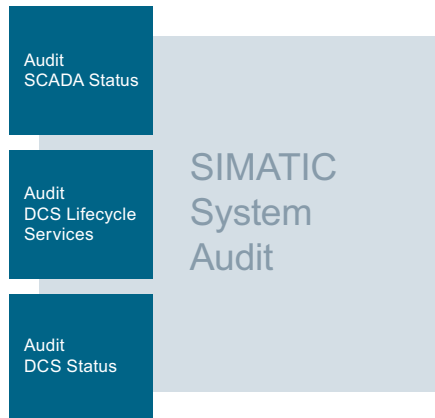 Audit
SCADA Status
SIMATIC
System
Audit
Audit
DCS Lifecycle
Services
Audit
DCS Status